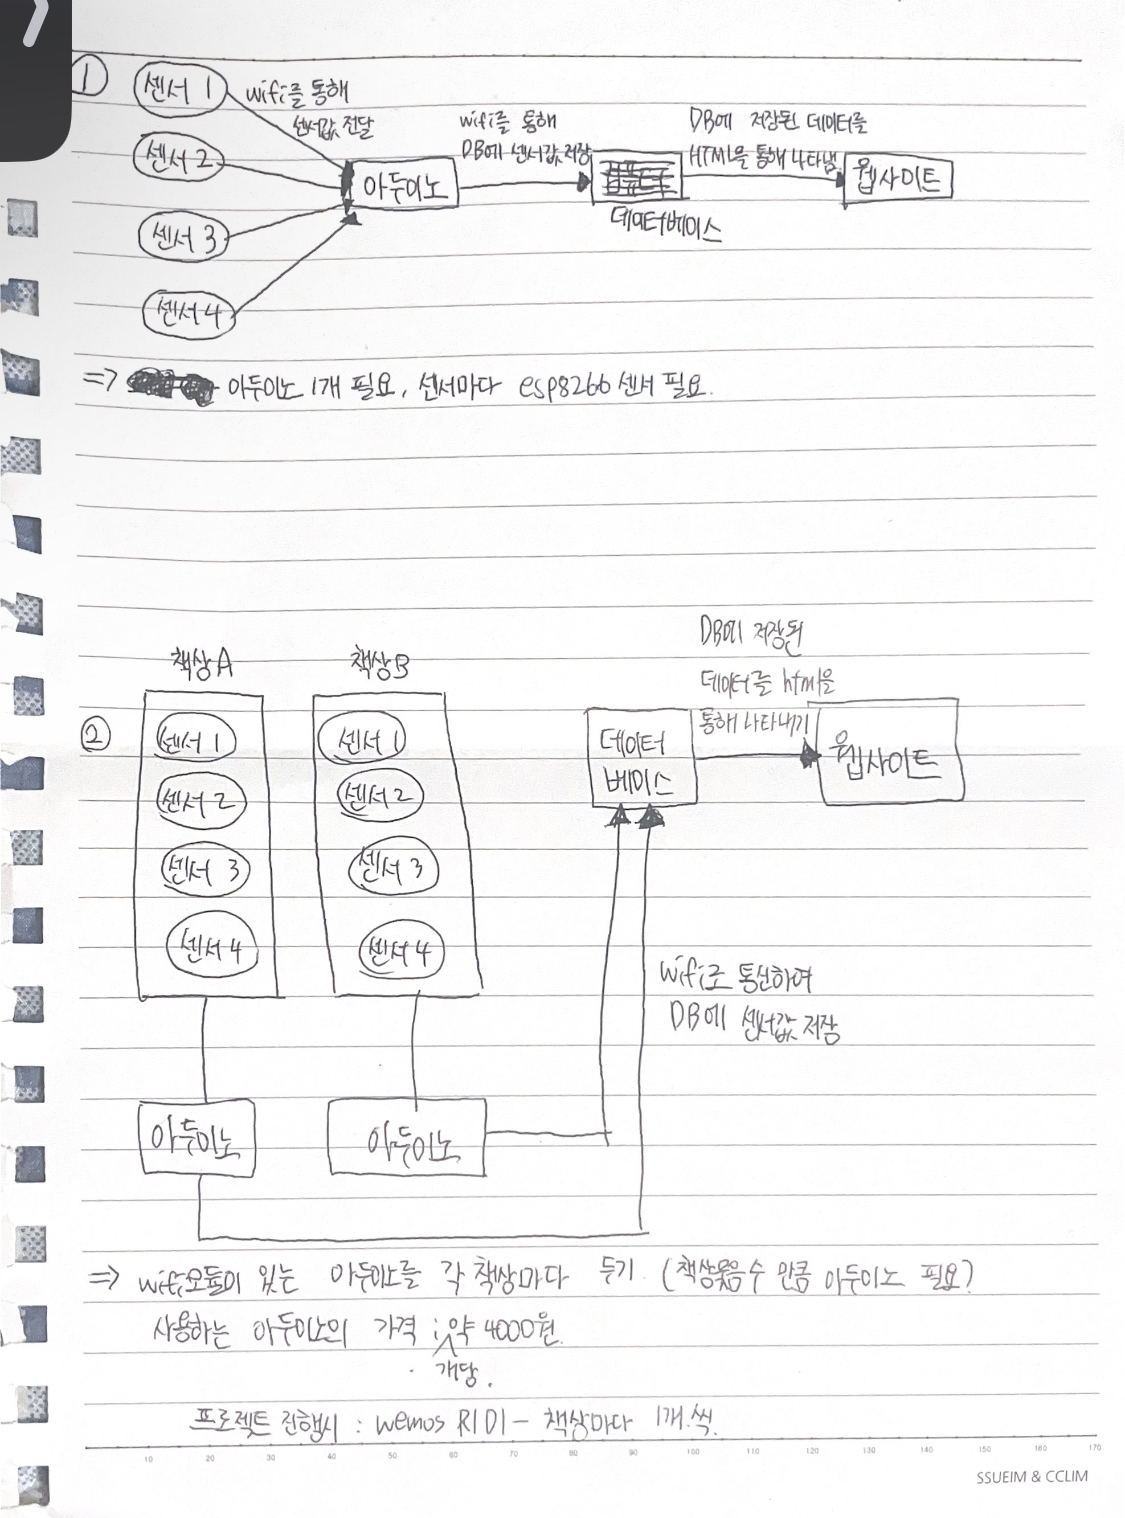 ①
센서 1
wifi를 통해
센서값 전달
센서 2
센서 3
센서 4
아두이노
wifi를 통해
DB에 센서값 저장
데이터베이스
DB에 저장된 데이터를
HTML을 통해 나타냄
웹사이트
=> 아두이노 1개 필요, 센서마다 esp8266 센서 필요.
②
책상A
센서 1
센서 2
센서 3
센서 4
아두이노
책상B
센서 1
센서 2
센서 3
센서 4
아두이노
데이터
베이스
DB에 저장된
데이터를 html을
통해 나타내기
웹사이트
Wifi로 통신하여
DB에 센서값 저장
=> wifi모듈이 있는 아두이노를 각 책상마다 두기. (책상 수 만큼 아두이노 필요?
사용하는 아두이노의 가격 : 약 4000원.
개당.
프로젝트 진행시 : wemos R1 D1 - 책상마다 1개.씩.
10 20 30 40 50 60 70 80 90 100 110 120 130 140 150 160 170
SSUEIM & CCLIM